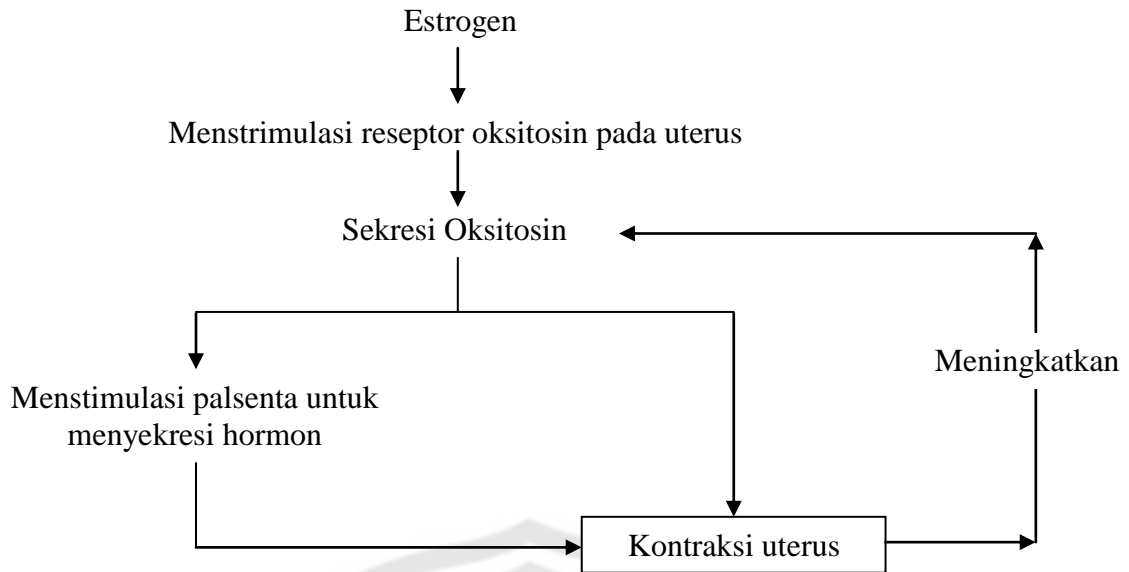 Estrogen
Menstrimulasi reseptor oksitosin pada uterus
Sekresi Oksitosin
Meningkatkan
Menstimulasi palsenta untuk
menyekresi hormon
Kontraksi uterus